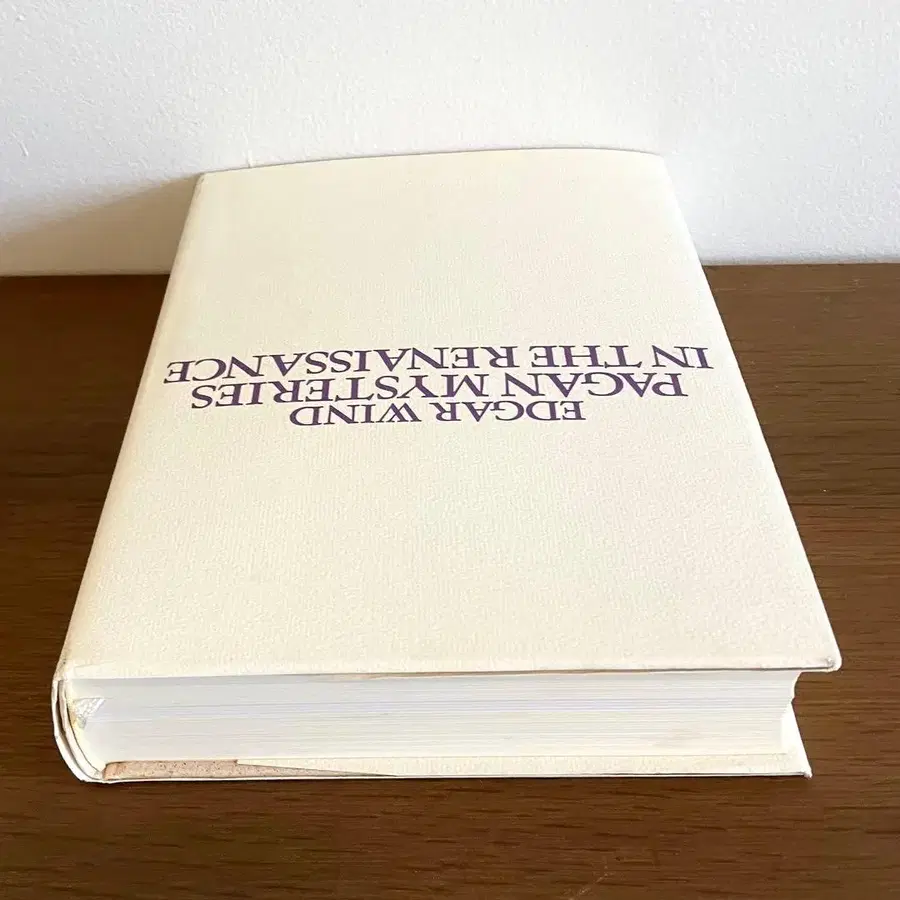 EDGAR WIND
PAGAN MYSTERIES
IN THE RENAISSANCE